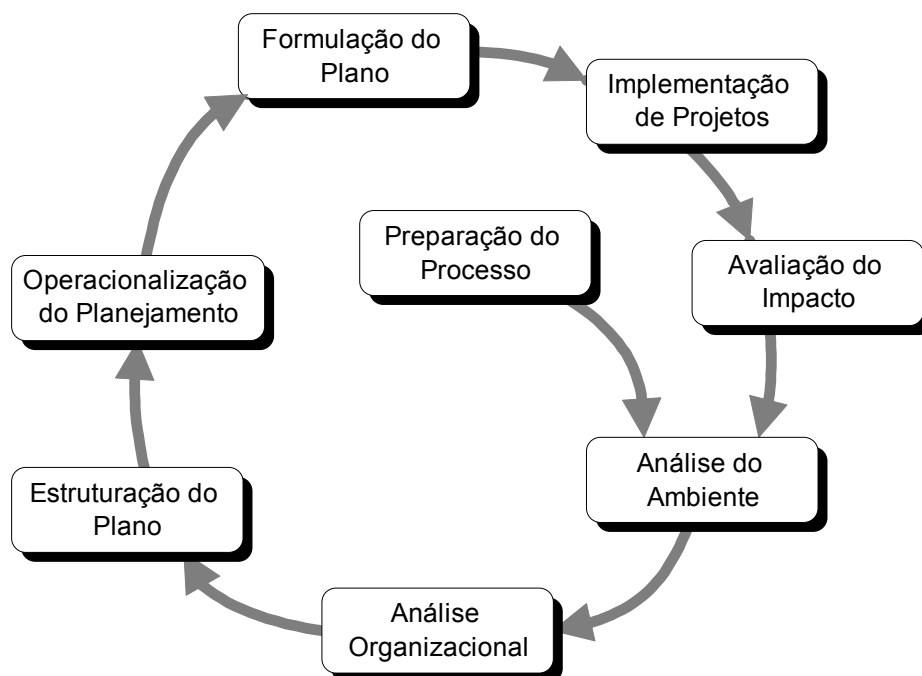 Formulação do
Plano
Implementação
de Projetos
Preparação do
Processo
Avaliação do
Impacto
Operacionalização
do Planejamento
Análise do
Ambiente
Estruturação do
Plano
Análise
Organizacional